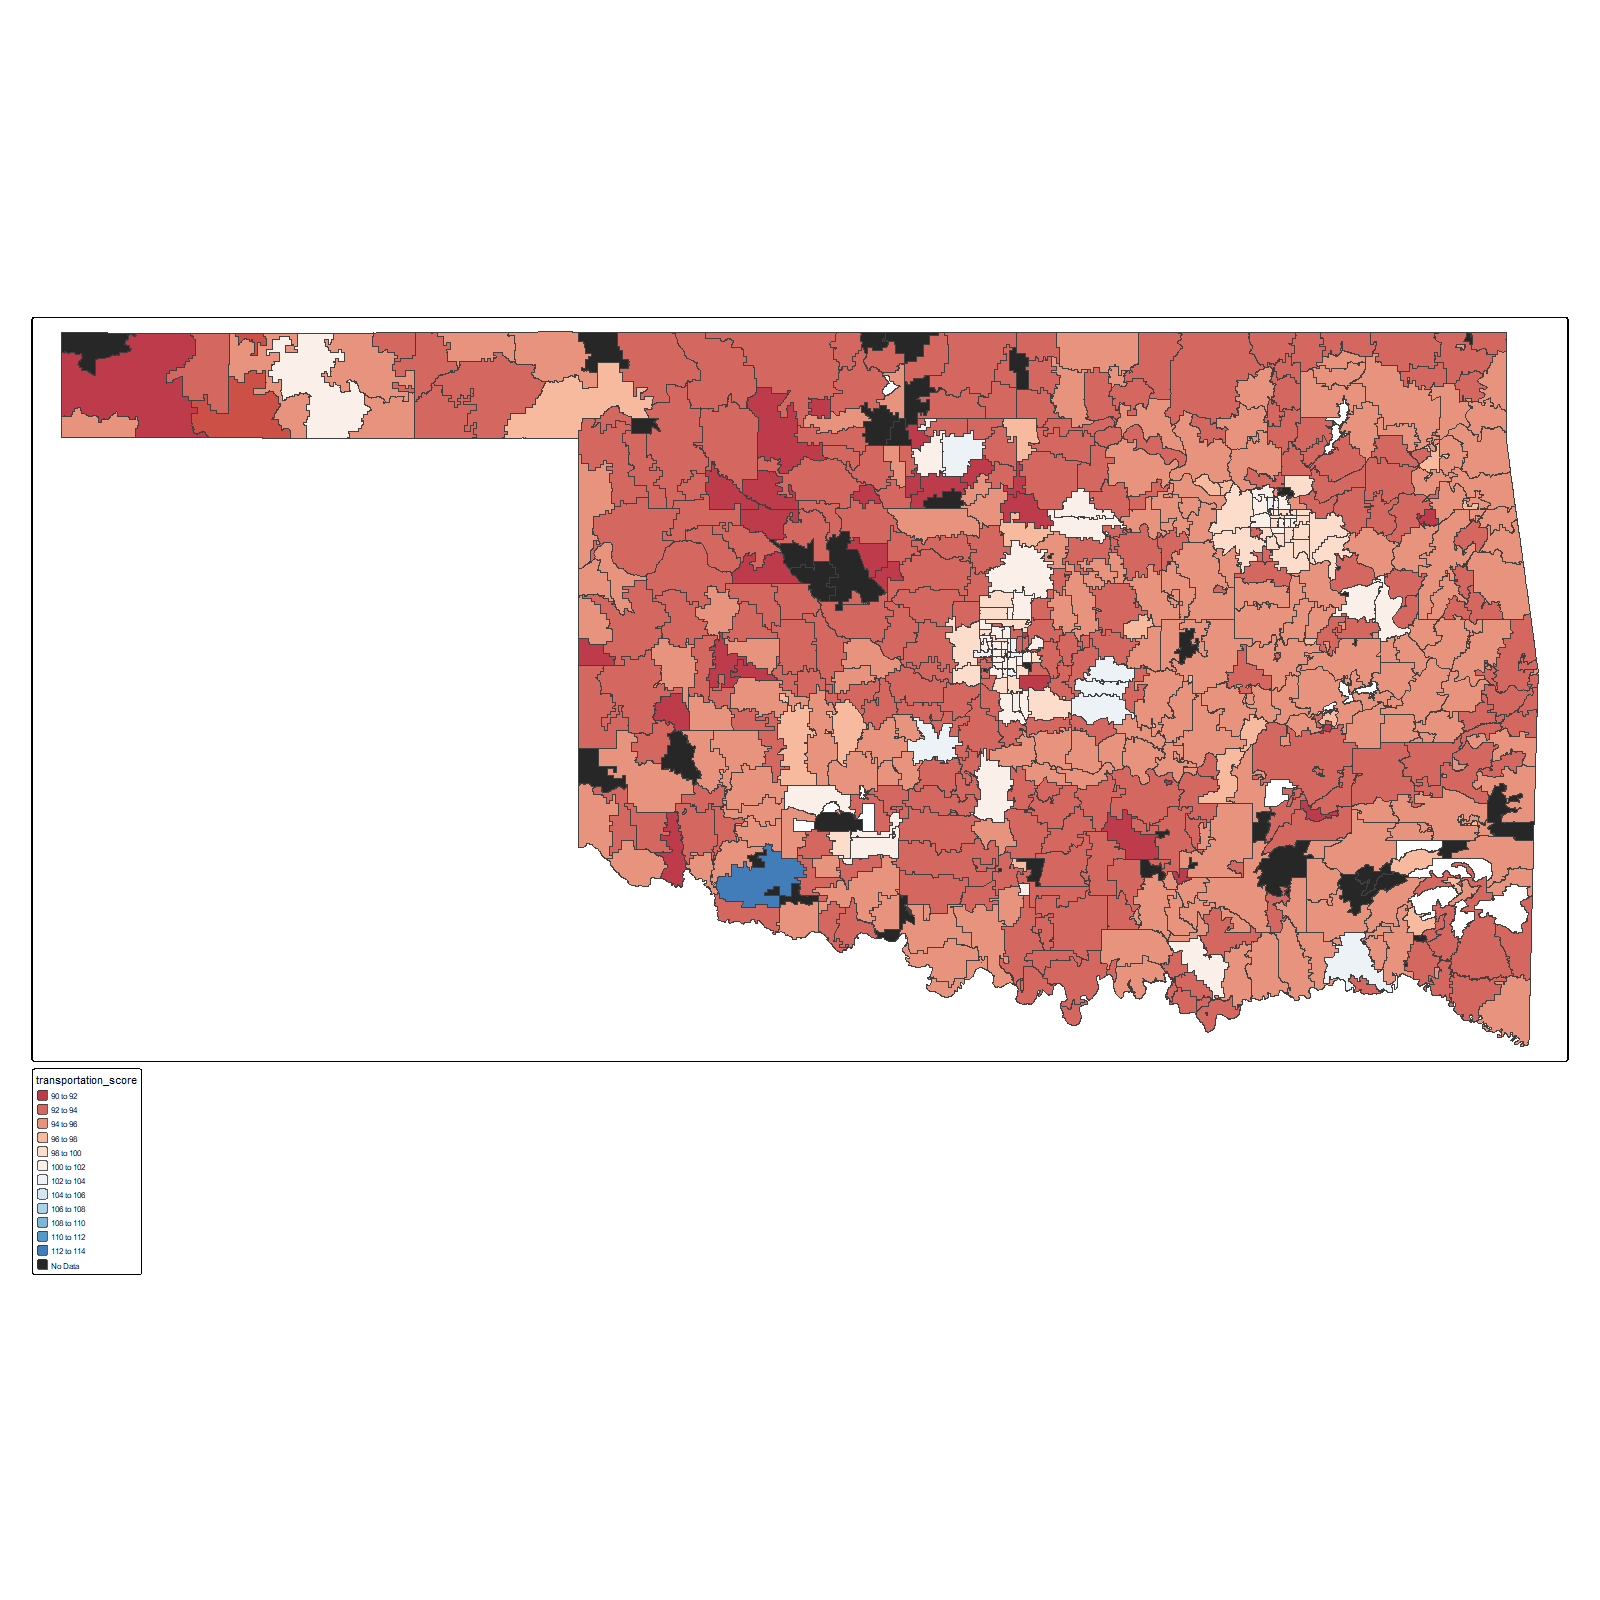 transportation_score
90 to 92
92 to 94
94 to 96
96 to 98
98 to 100
100 to 102
102 to 104
104 to 106
106 to 108
108 to 110
110 to 112
112 to 114
No Data